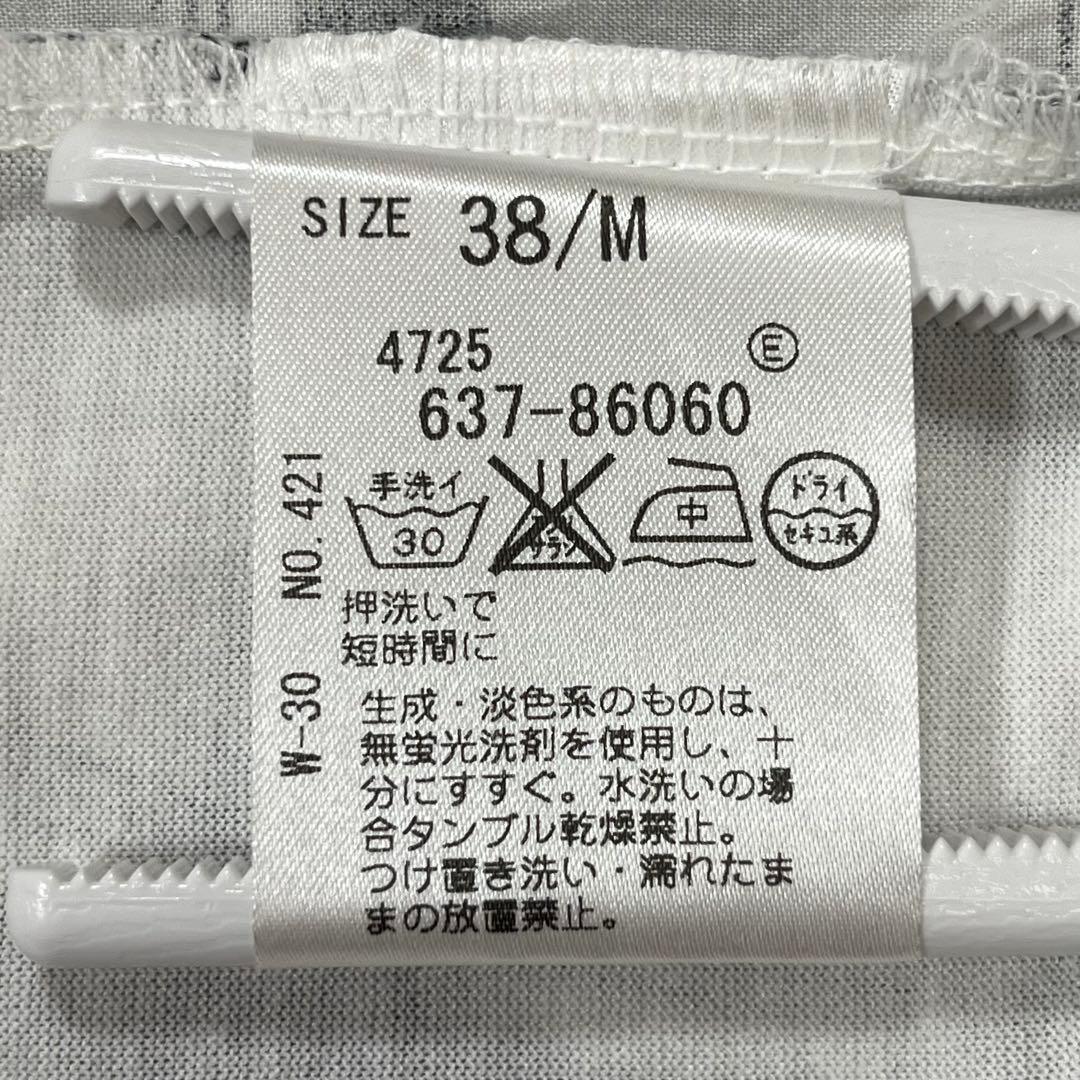 SIZE 38/M
4725 Ⓔ
637-86060
手洗イ
30
サラシ
中
ドライ
セキユ系
押洗いで
短時間に
生成・淡色系のものは、
無蛍光洗剤を使用し、十
分にすすぐ。水洗いの場
合タンブル乾燥禁止。
つけ置き洗い・濡れたま
まの放置禁止。
W-30 NO.421